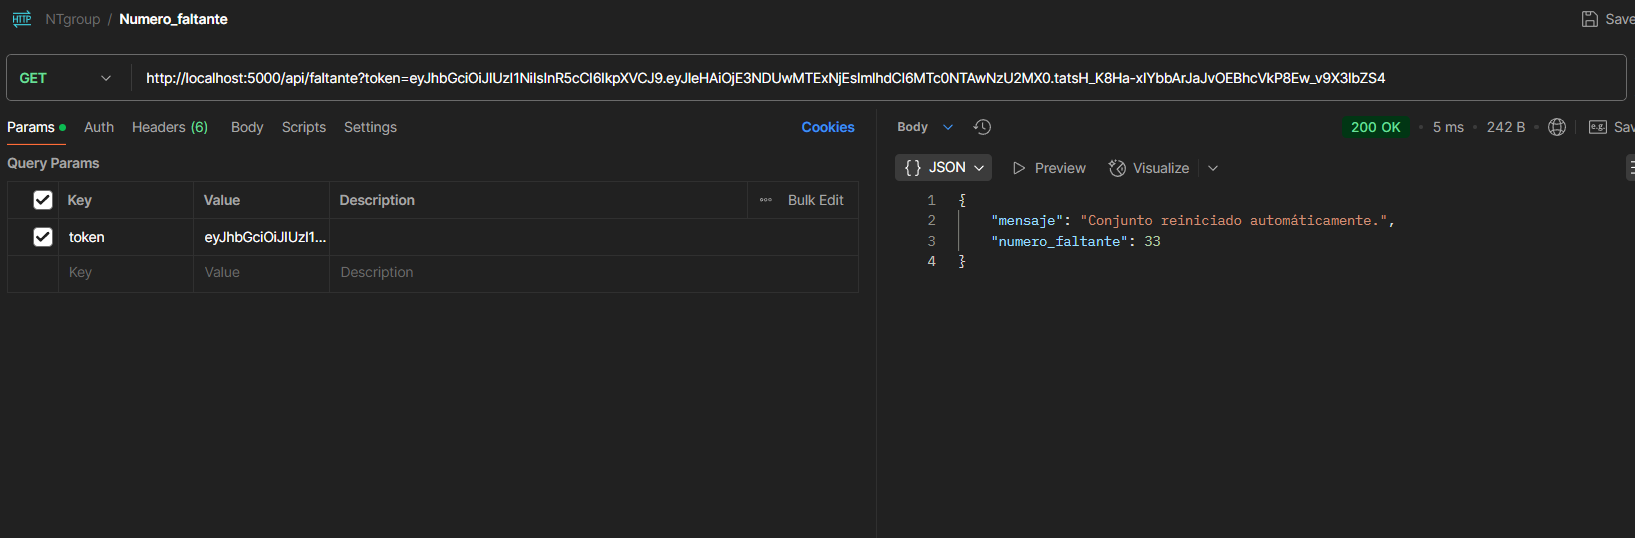 HTTP NTgroup / Numero_faltante
Save
GET http://localhost:5000/api/faltante?token=eyJhbGciOiJIUzI1NiIsInR5cCI6IkpXVCJ9.eyJleHAiOjE3NDUwMTExNjEsImlhdCI6MTc0NTAwNzU2MX0.tatsH_K8Ha-xIYbbArJaJvOEBhcVkP8Ew_v9X3IbZS4
Params Auth Headers (6) Body Scripts Settings Cookies
Query Params
Key Value Description Bulk Edit
token eyJhbGciOiJIUzI1...
Key Value Description
Body 200 OK 5 ms 242 B e.g. Sav
{ } JSON Preview Visualize
1 {
2 "mensaje": "Conjunto reiniciado automáticamente.",
3 "numero_faltante": 33
4 }